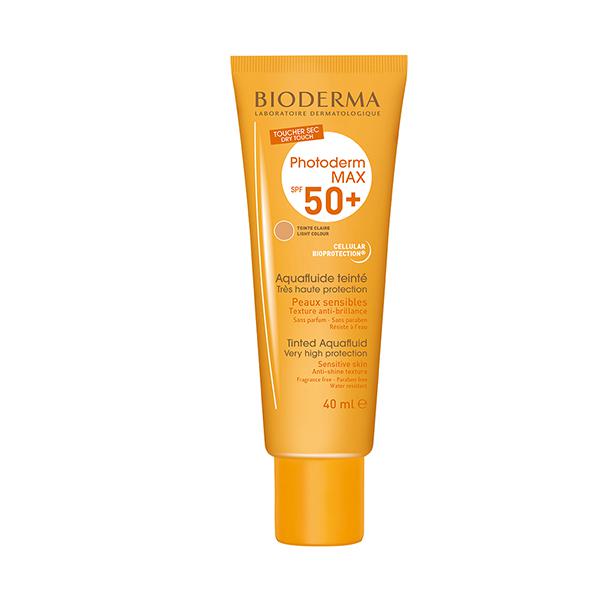 BIODERMA
LABORATOIRE DERMATOLOGIQUE
TOUCHER SEC
DRY TOUCH
Photoderm
MAX
SPF 50+
TEINTE CLAIRE
LIGHT COLOUR
CELLULAR
BIOPROTECTION®
Aquafluide teinté
Très haute protection
Peaux sensibles
Texture anti-brillance
Sans parfum - Sans paraben
Résiste à l'eau
Tinted Aquafluid
Very high protection
Sensitive skin
Anti-shine texture
Fragrance free - Paraben free
Water resistant
40 ml e